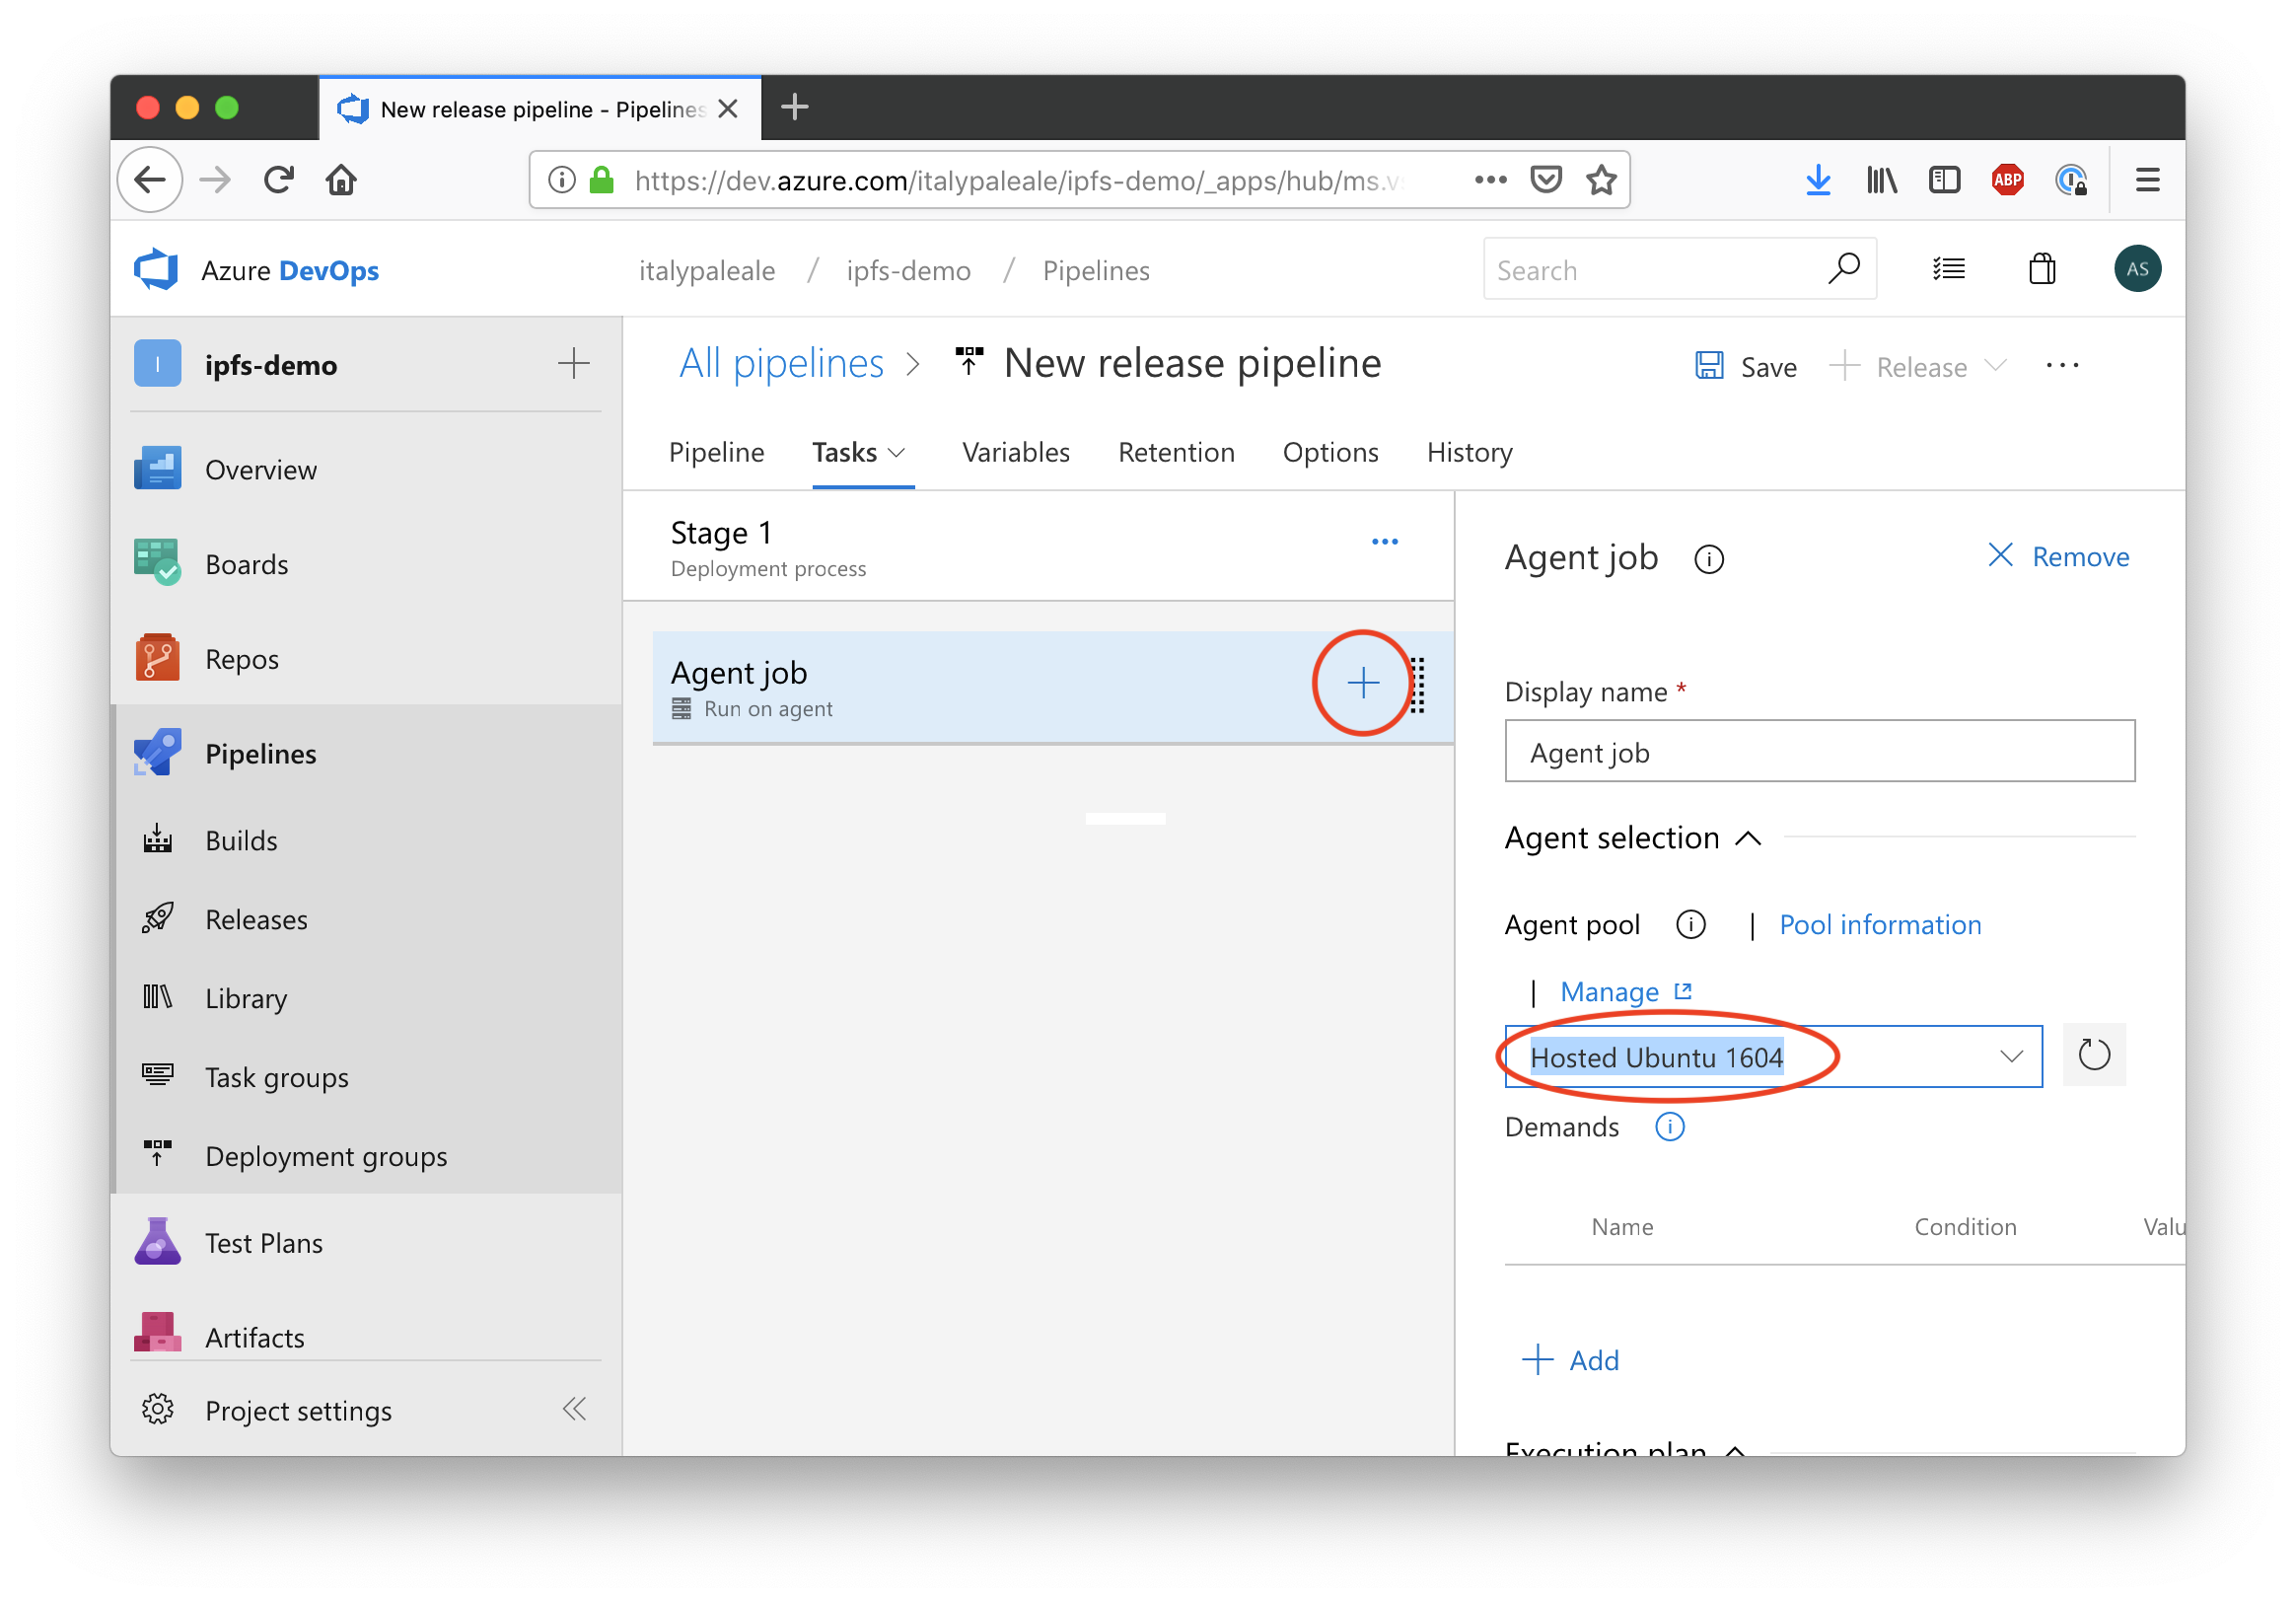 New release pipeline - Pipelines
https://dev.azure.com/italypaleale/ipfs-demo/_apps/hub/ms.v
ABP
Azure DevOps
italypaleale / ipfs-demo / Pipelines
Search
AS
I
ipfs-demo
Overview
Boards
Repos
Pipelines
Builds
Releases
Library
Task groups
Deployment groups
Test Plans
Artifacts
Project settings
All pipelines > New release pipeline
Save
Release
Pipeline Tasks Variables Retention Options History
Stage 1
Deployment process
Agent job
Run on agent
Agent job
Remove
Display name *
Agent job
Agent selection
Agent pool | Pool information
| Manage
Hosted Ubuntu 1604
Demands
Name Condition Valu
Add
Execution plan